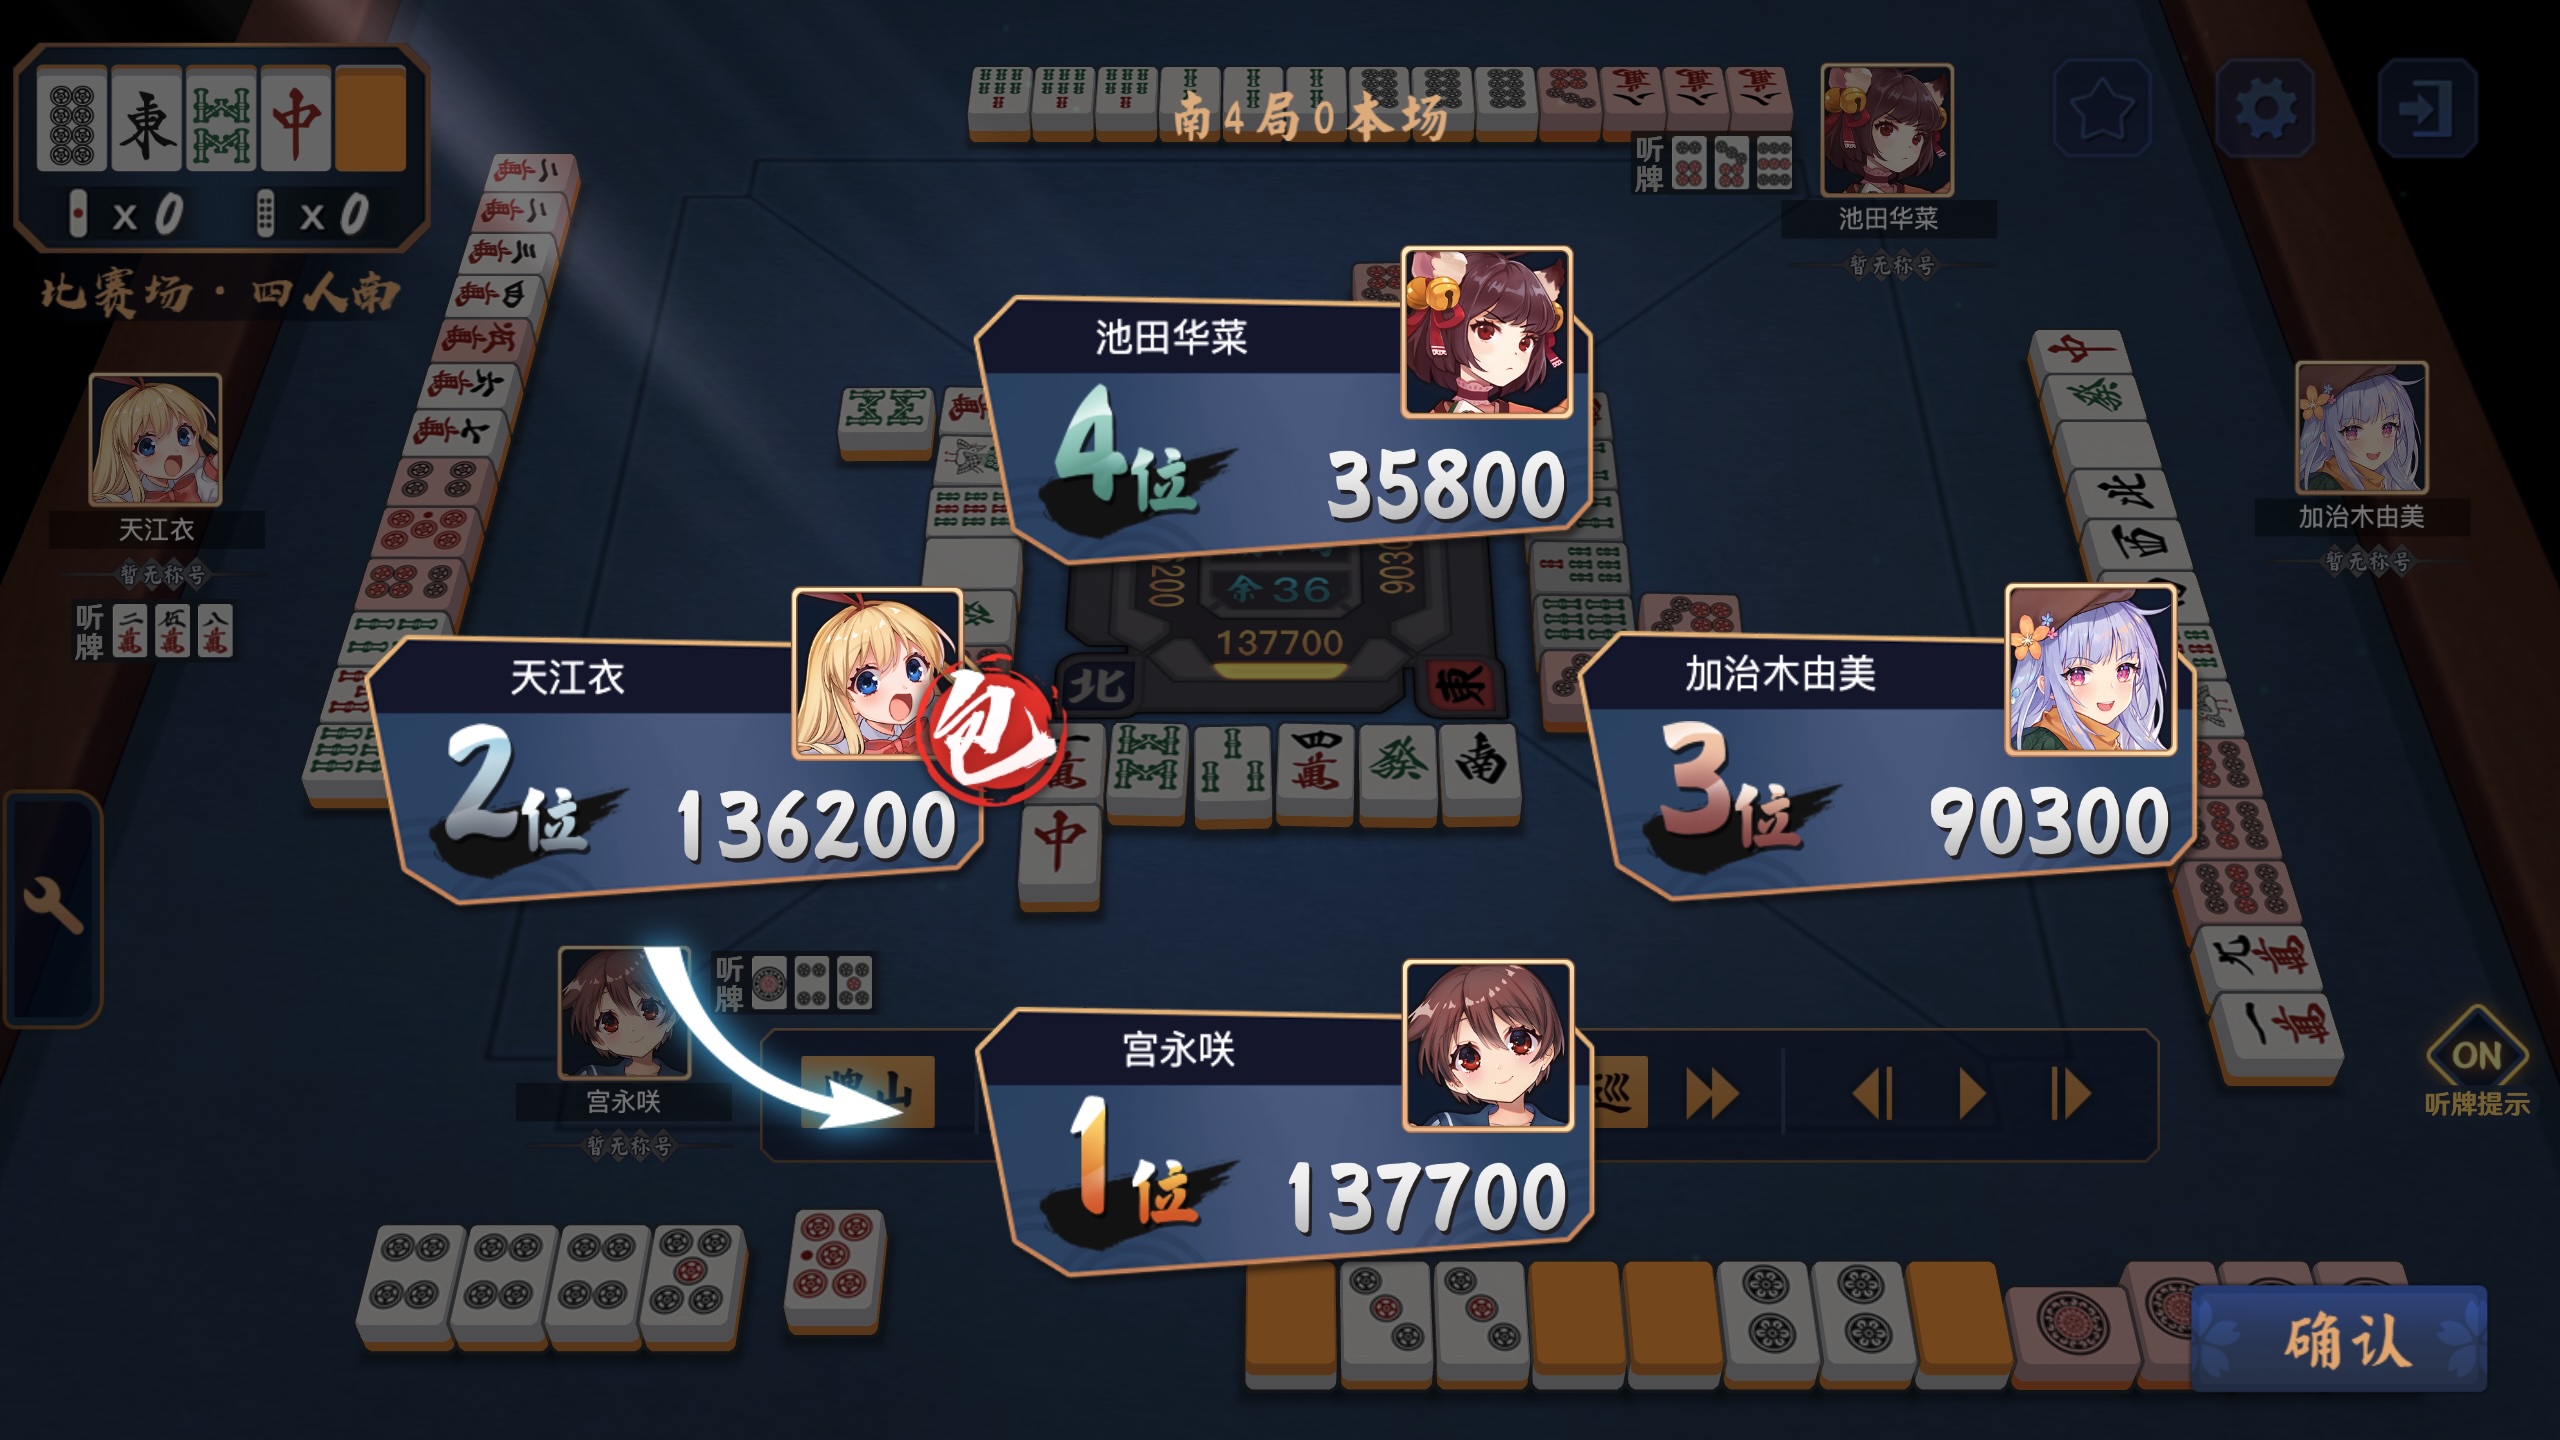 南4局0本场
x 0
x 0
比赛场·四人南
听牌
池田华菜
暂无称号
池田华菜
4位
35800
天江衣
暂无称号
听牌
加治木由美
暂无称号
余36
137700
北
東
天江衣
2位
136200
包
加治木由美
3位
90300
宫永咲
暂无称号
听牌
宫永咲
1位
137700
ON
听牌提示
确认